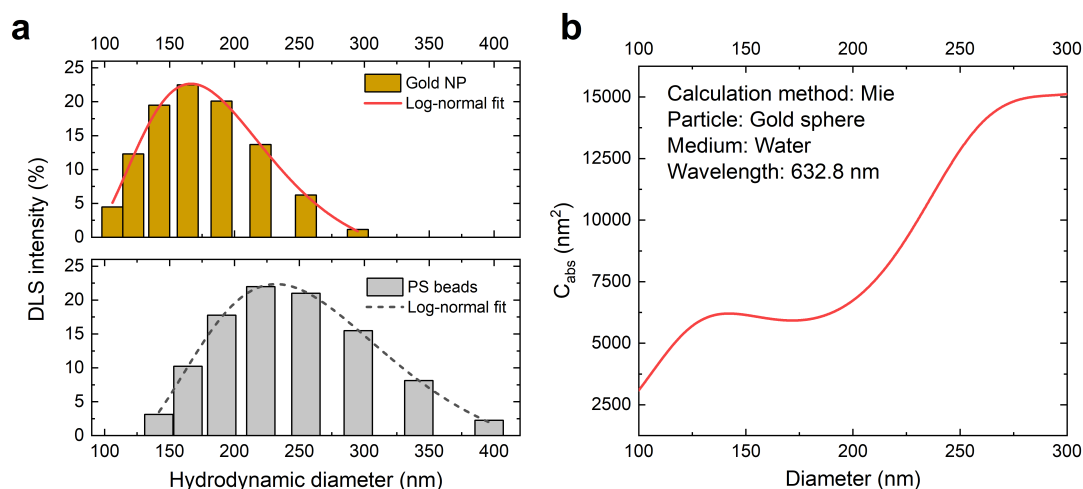 a
100 150 200 250 300 350 400
25
20
15
10
5
0
Gold NP
Log-normal fit
25
20
15
10
5
0
PS beads
Log-normal fit
DLS intensity (%)
100 150 200 250 300 350 400
Hydrodynamic diameter (nm)
b
100 150 200 250 300
15000
12500
10000
7500
5000
2500
Calculation method: Mie
Particle: Gold sphere
Medium: Water
Wavelength: 632.8 nm
C_abs (nm²)
100 150 200 250 300
Diameter (nm)